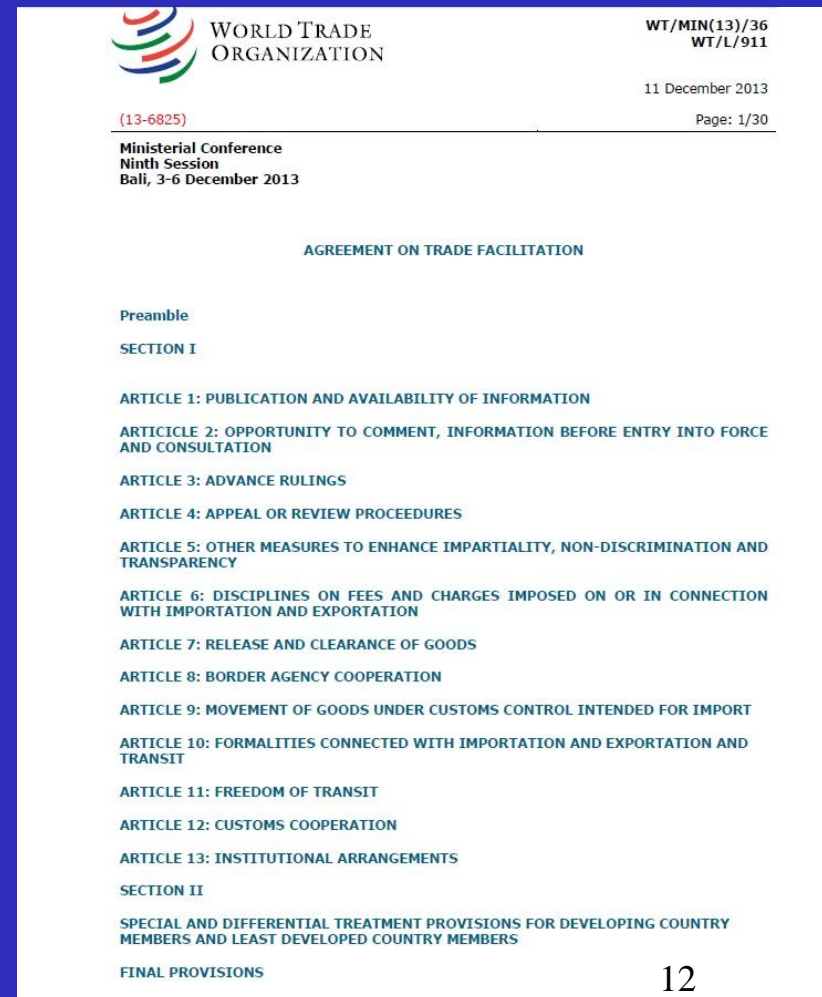 WORLD TRADE
ORGANIZATION
WT/MIN(13)/36
WT/L/911
11 December 2013
(13-6825)
Page: 1/30
Ministerial Conference
Ninth Session
Bali, 3-6 December 2013
AGREEMENT ON TRADE FACILITATION
Preamble
SECTION I
ARTICLE 1: PUBLICATION AND AVAILABILITY OF INFORMATION
ARTICICLE 2: OPPORTUNITY TO COMMENT, INFORMATION BEFORE ENTRY INTO FORCE
AND CONSULTATION
ARTICLE 3: ADVANCE RULINGS
ARTICLE 4: APPEAL OR REVIEW PROCEEDURES
ARTICLE 5: OTHER MEASURES TO ENHANCE IMPARTIALITY, NON-DISCRIMINATION AND
TRANSPARENCY
ARTICLE 6: DISCIPLINES ON FEES AND CHARGES IMPOSED ON OR IN CONNECTION
WITH IMPORTATION AND EXPORTATION
ARTICLE 7: RELEASE AND CLEARANCE OF GOODS
ARTICLE 8: BORDER AGENCY COOPERATION
ARTICLE 9: MOVEMENT OF GOODS UNDER CUSTOMS CONTROL INTENDED FOR IMPORT
ARTICLE 10: FORMALITIES CONNECTED WITH IMPORTATION AND EXPORTATION AND
TRANSIT
ARTICLE 11: FREEDOM OF TRANSIT
ARTICLE 12: CUSTOMS COOPERATION
ARTICLE 13: INSTITUTIONAL ARRANGEMENTS
SECTION II
SPECIAL AND DIFFERENTIAL TREATMENT PROVISIONS FOR DEVELOPING COUNTRY
MEMBERS AND LEAST DEVELOPED COUNTRY MEMBERS
FINAL PROVISIONS
12